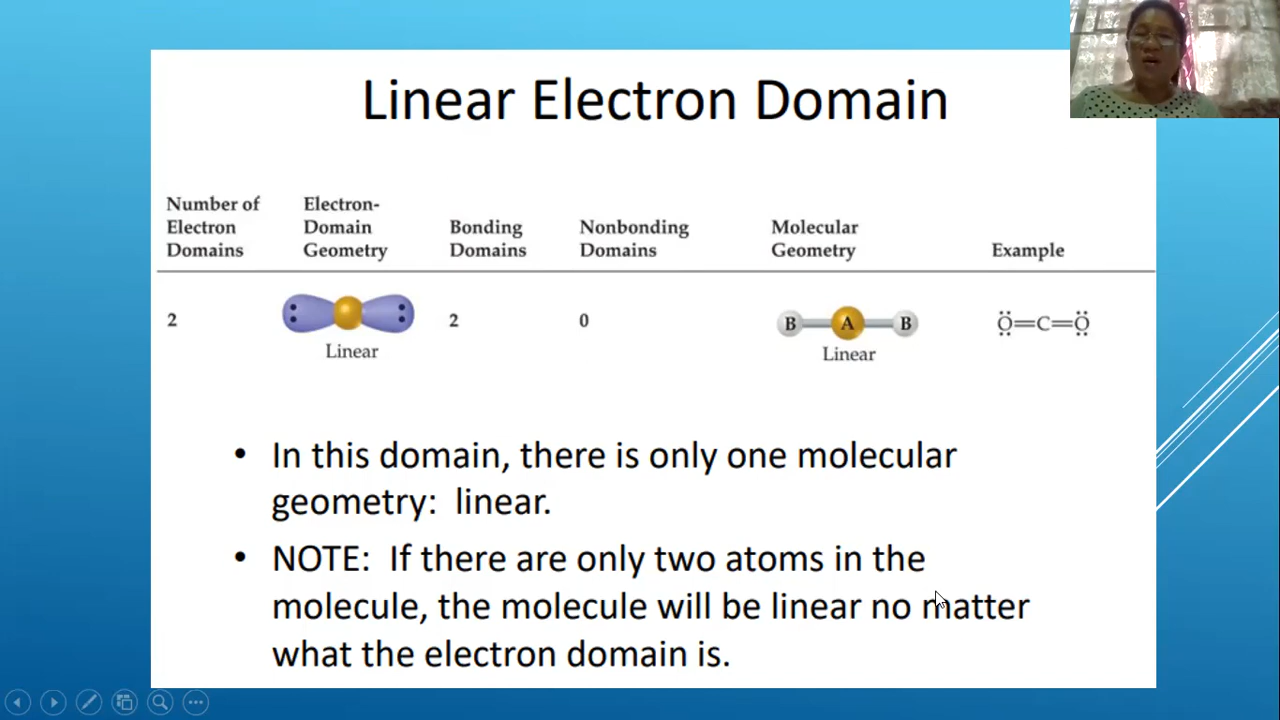 Linear Electron Domain
Number of Electron Domains
Electron-Domain Geometry
Bonding Domains
Nonbonding Domains
Molecular Geometry
Example
2
Linear
2
0
B A B
Linear
O=C=O
• In this domain, there is only one molecular
geometry: linear.
• NOTE: If there are only two atoms in the
molecule, the molecule will be linear no matter
what the electron domain is.